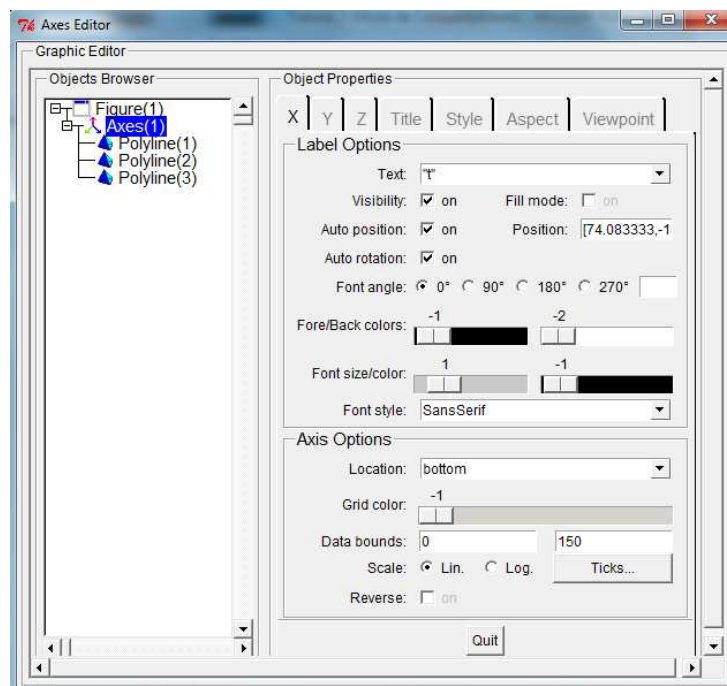 Axes Editor
Graphic Editor
Objects Browser
Figure(1)
Axes(1)
Polyline(1)
Polyline(2)
Polyline(3)
Object Properties
X Y Z Title Style Aspect Viewpoint
Label Options
Text: "t"
Visibility: on Fill mode: on
Auto position: on Position: [74.083333,-1
Auto rotation: on
Font angle: 0° 90° 180° 270°
-1 -2
Fore/Back colors:
1 -1
Font size/color:
Font style: SansSerif
Axis Options
Location: bottom
-1
Grid color:
Data bounds: 0 150
Scale: Lin. Log. Ticks...
Reverse: on
Quit